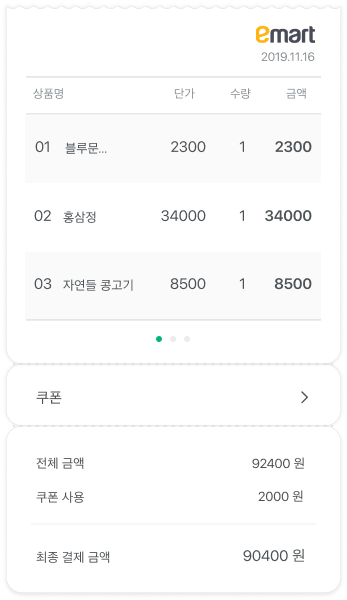 emart
2019.11.16
상품명 단가 수량 금액
01 블루문... 2300 1 2300
02 홍삼정 34000 1 34000
03 자연들 콩고기 8500 1 8500
쿠폰
전체 금액 92400 원
쿠폰 사용 2000 원
최종 결제 금액 90400 원